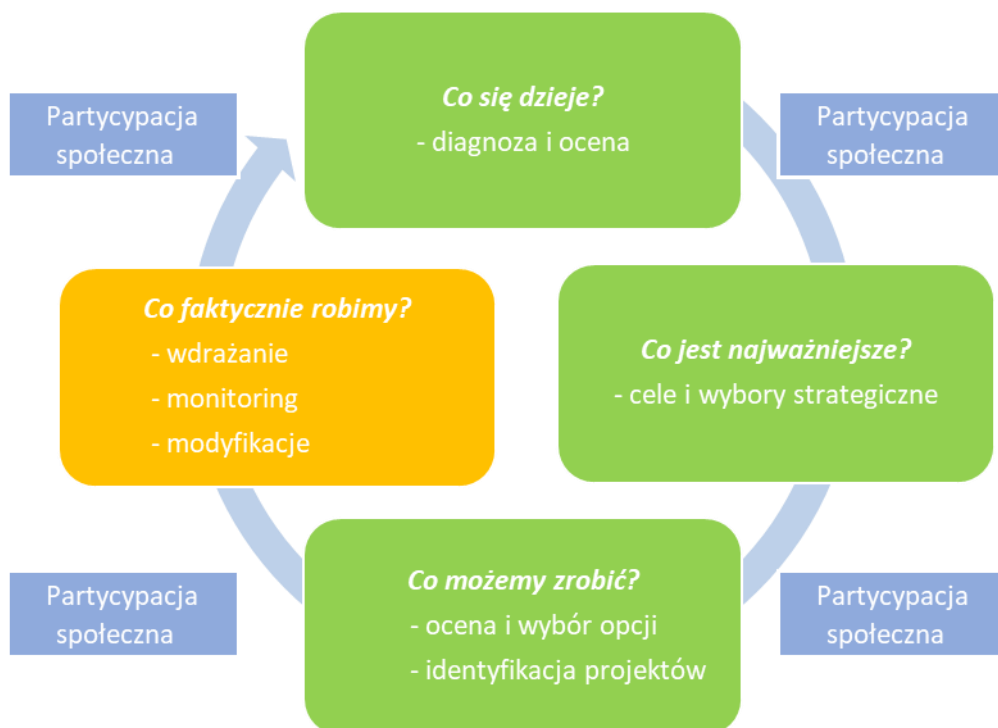 Co się dzieje?
- diagnoza i ocena
Partycypacja
społeczna
Partycypacja
społeczna
Co faktycznie robimy?
- wdrażanie
- monitoring
- modyfikacje
Co jest najważniejsze?
- cele i wybory strategiczne
Co możemy zrobić?
- ocena i wybór opcji
- identyfikacja projektów
Partycypacja
społeczna
Partycypacja
społeczna